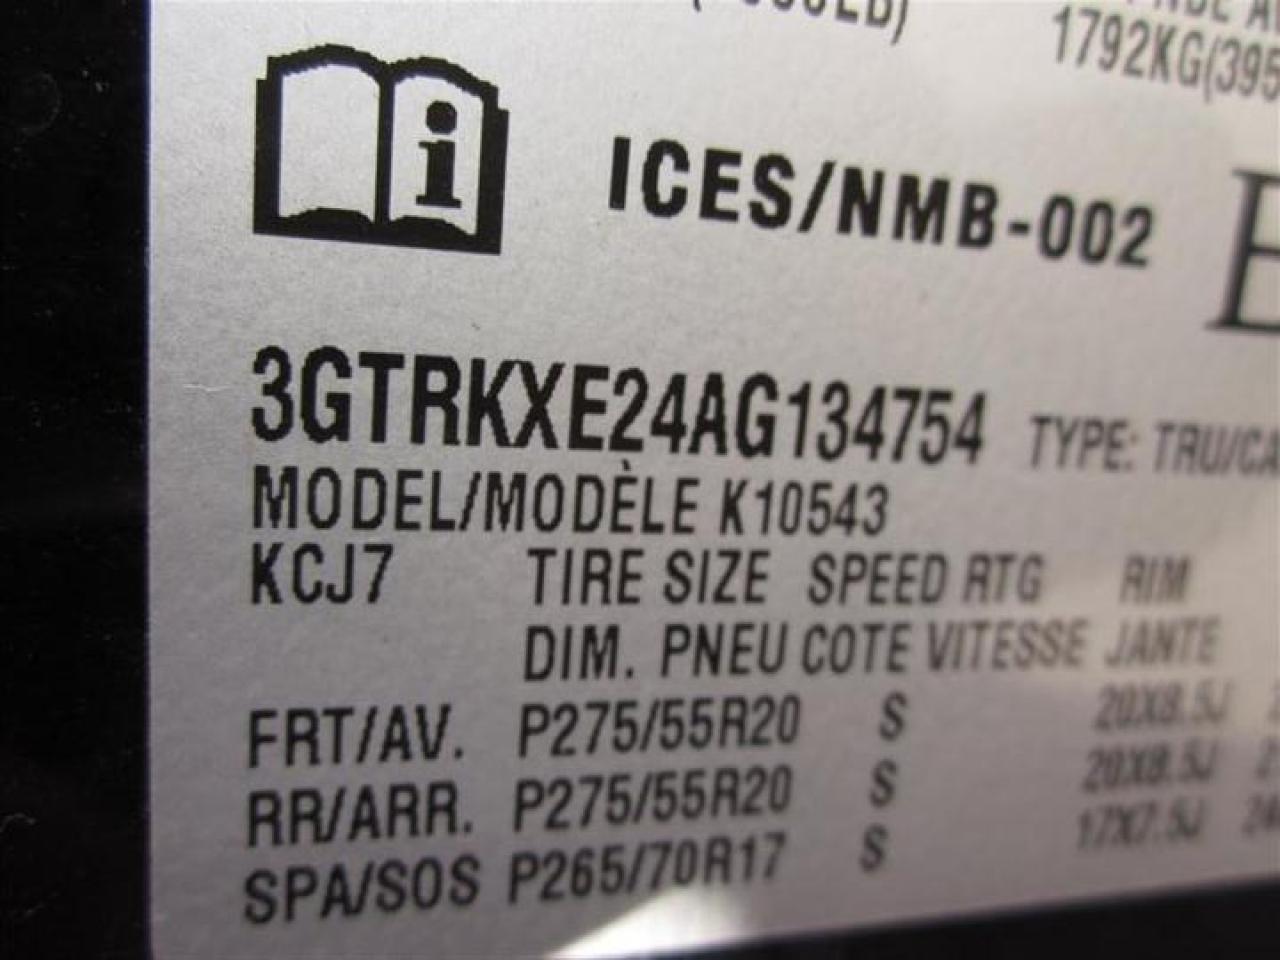 1792KG(395
ICES/NMB-002
3GTRKXE24AG134754 TYPE: TRU/CA
MODEL/MODÈLE K10543
KCJ7 TIRE SIZE SPEED RTG RIM
DIM. PNEU COTE VITESSE JANTE
FRT/AV. P275/55R20 S 20X8.5J
RR/ARR. P275/55R20 S 20X8.5J
SPA/SOS P265/70R17 S 17X7.5J